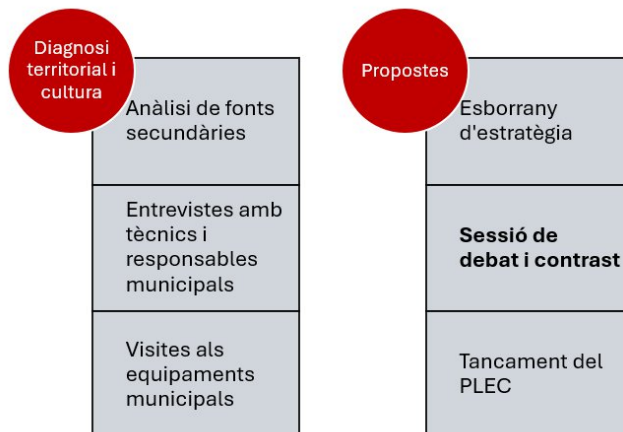 Diagnosi
territorial i
cultura
Anàlisi de fonts
secundàries
Entrevistes amb
tècnics i
responsables
municipals
Visites als
equipaments
municipals
Propostes
Esborrany
d'estratègia
Sessió de
debat i contrast
Tancament del
PLEC